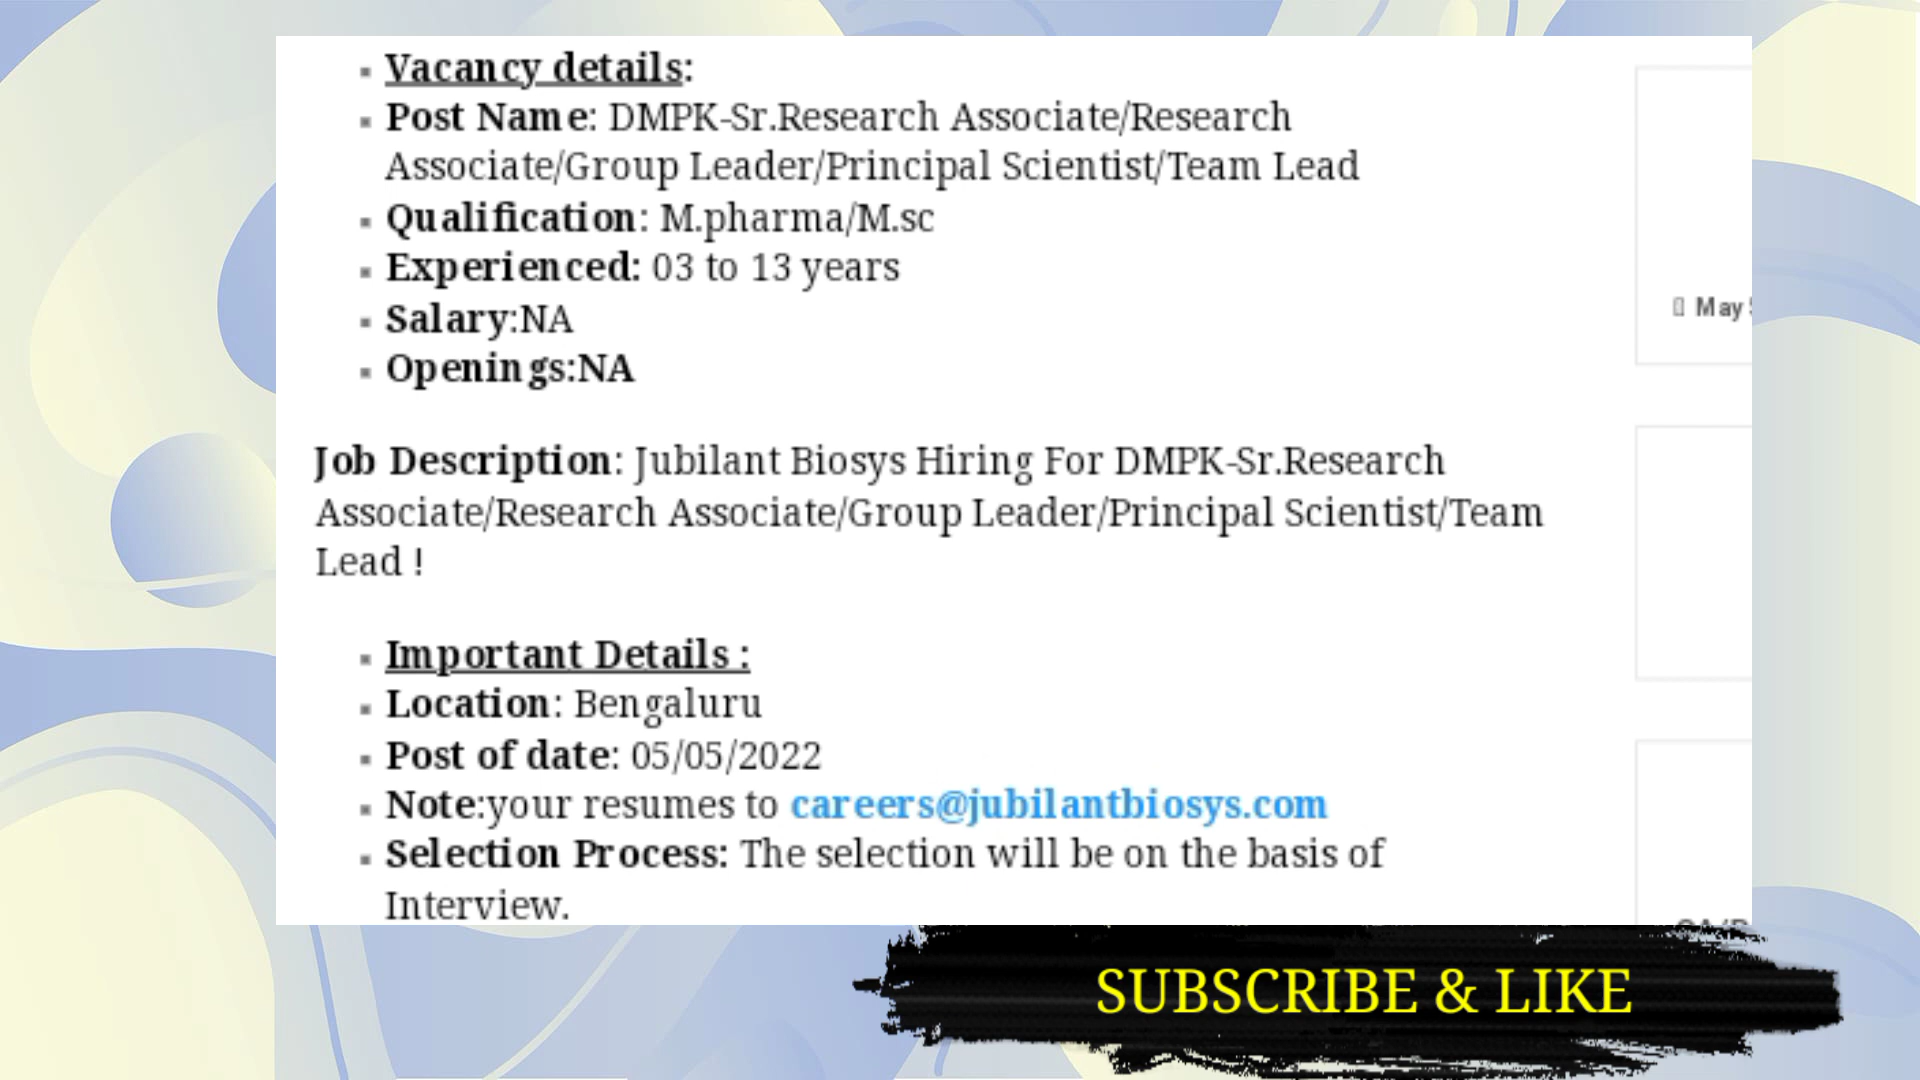 Vacancy details:
Post Name: DMPK-Sr.Research Associate/Research
Associate/Group Leader/Principal Scientist/Team Lead
Qualification: M.pharma/M.sc
Experienced: 03 to 13 years
Salary:NA
Openings:NA
May
Job Description: Jubilant Biosys Hiring For DMPK-Sr.Research
Associate/Research Associate/Group Leader/Principal Scientist/Team
Lead !
Important Details :
Location: Bengaluru
Post of date: 05/05/2022
Note:your resumes to careers@jubilantbiosys.com
Selection Process: The selection will be on the basis of
Interview.
SUBSCRIBE & LIKE